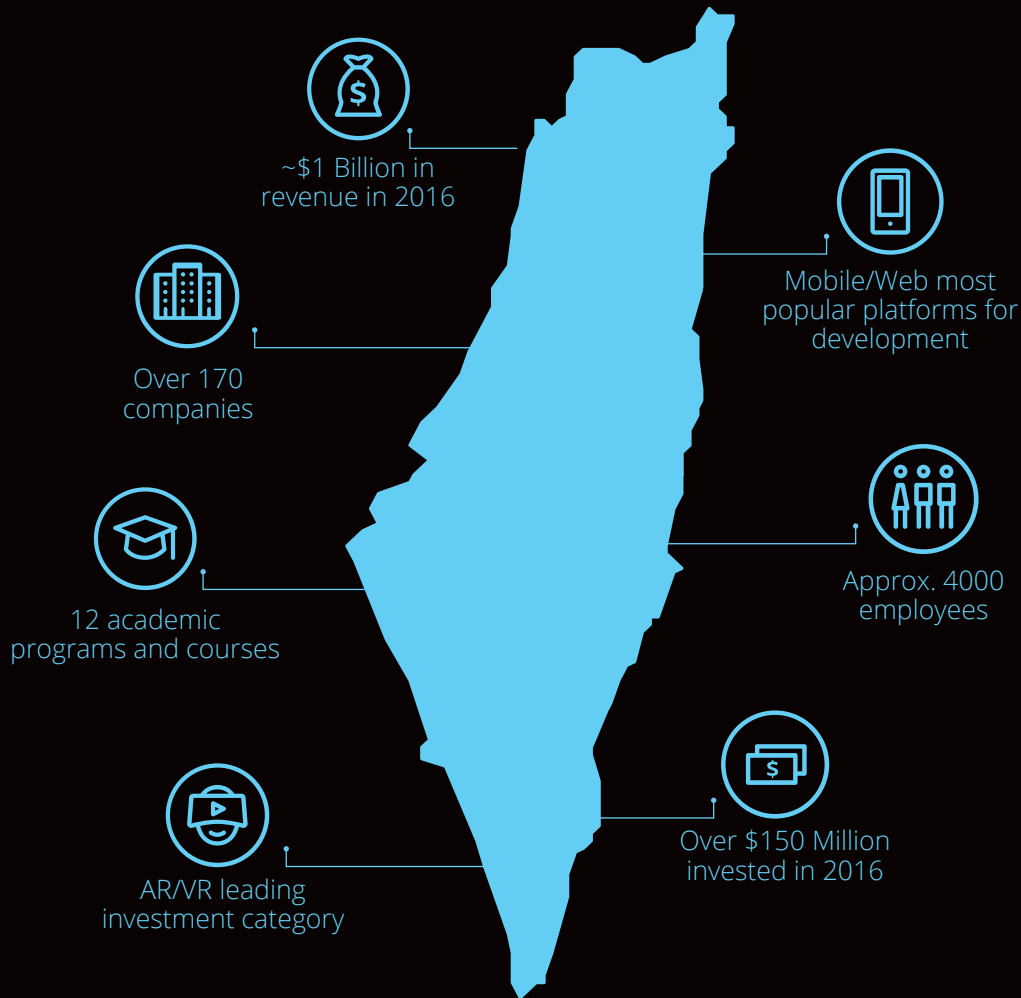 ~$1 Billion in
revenue in 2016
Mobile/Web most
popular platforms for
development
Over 170
companies
Approx. 4000
employees
12 academic
programs and courses
Over $150 Million
invested in 2016
AR/VR leading
investment category
$
$